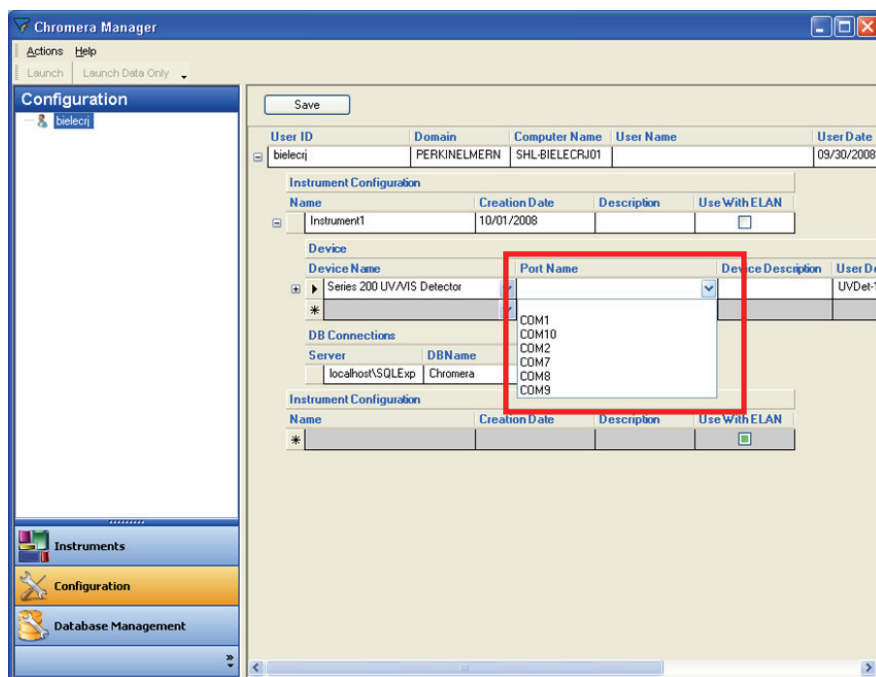 Chromera Manager
Actions Help
Launch Launch Data Only
Configuration
bielecrj
Save
User ID Domain Computer Name User Name User Date
bielecrj PERKINELMERN SHL-BIELECRJ01 09/30/2008
Instrument Configuration
Name Creation Date Description Use With ELAN
Instrument1 10/01/2008
Device
Device Name Port Name Device Description User De
Series 200 UV/VIS Detector UVDet-1
COM1
COM10
COM2
COM7
COM8
COM9
DB Connections
Server DBName
localhost\SQLExp Chromera
Instrument Configuration
Name Creation Date Description Use With ELAN
Instruments
Configuration
Database Management